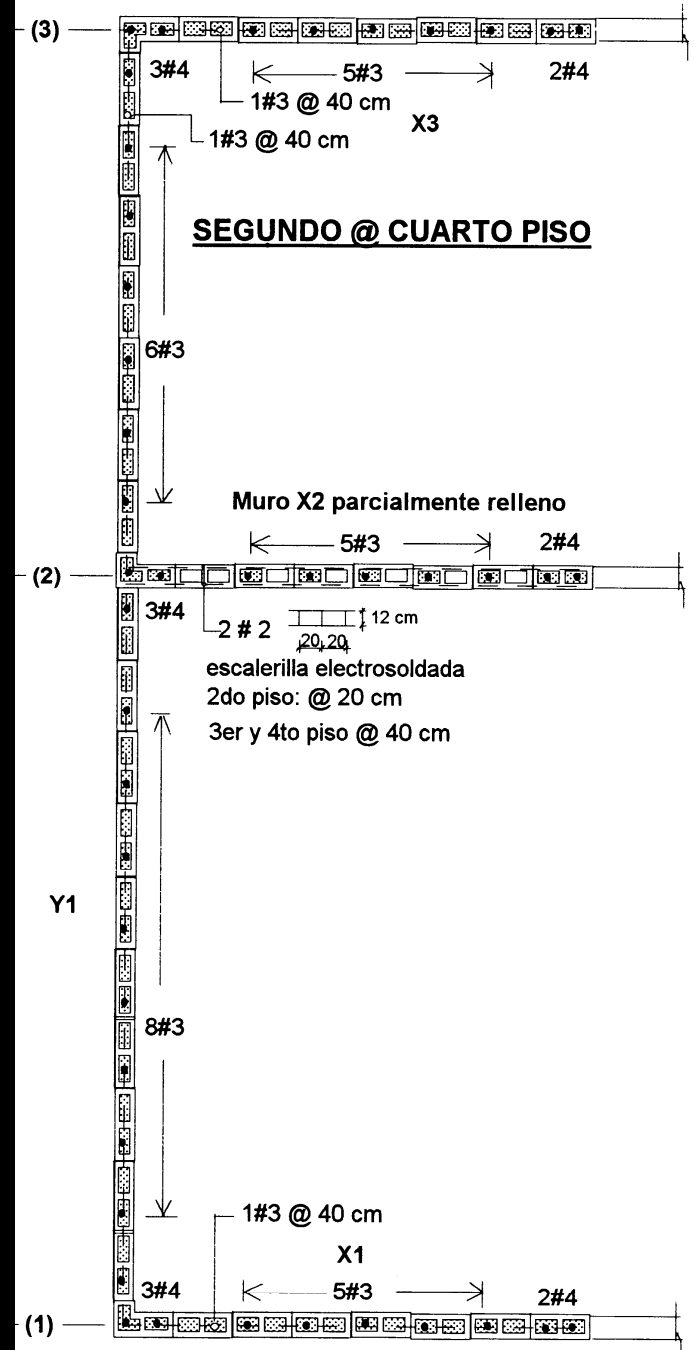 (3)
3#4
5#3
2#4
1#3 @ 40 cm
X3
1#3 @ 40 cm
SEGUNDO @ CUARTO PISO
6#3
Muro X2 parcialmente relleno
5#3
2#4
(2)
3#4
2 # 2
12 cm
20 20
escalerilla electrosoldada
2do piso: @ 20 cm
3er y 4to piso @ 40 cm
Y1
8#3
1#3 @ 40 cm
X1
3#4
5#3
2#4
(1)